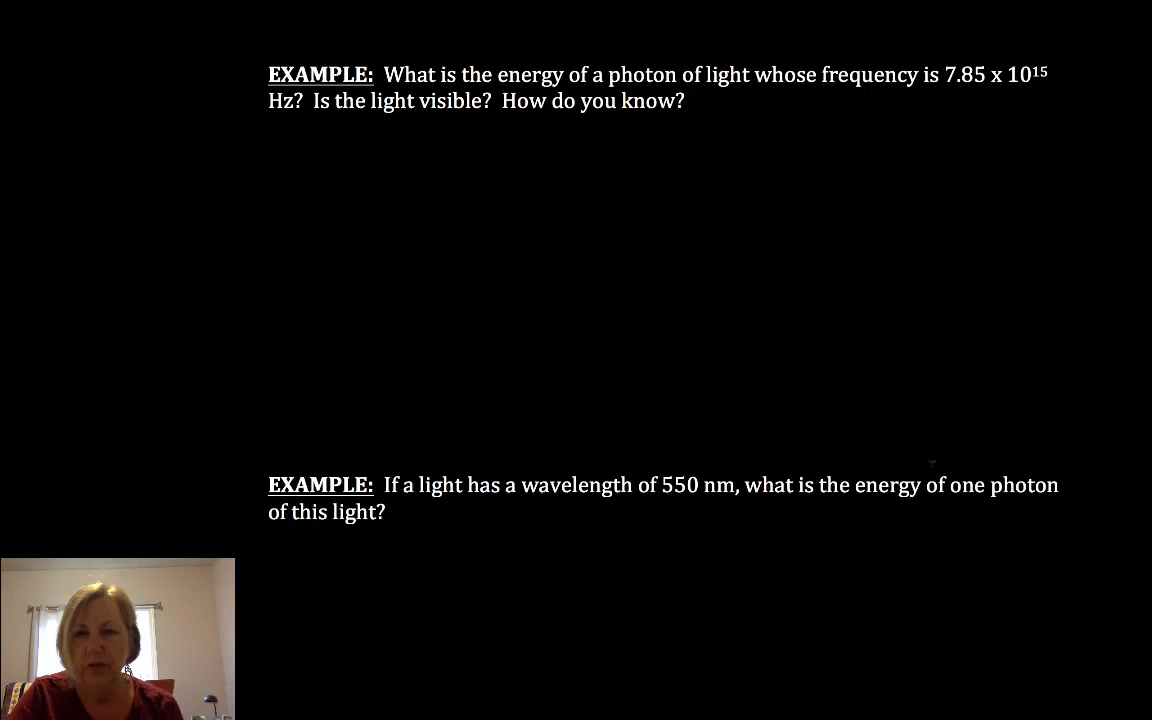 EXAMPLE: What is the energy of a photon of light whose frequency is 7.85 x 10¹⁵
Hz? Is the light visible? How do you know?
EXAMPLE: If a light has a wavelength of 550 nm, what is the energy of one photon
of this light?